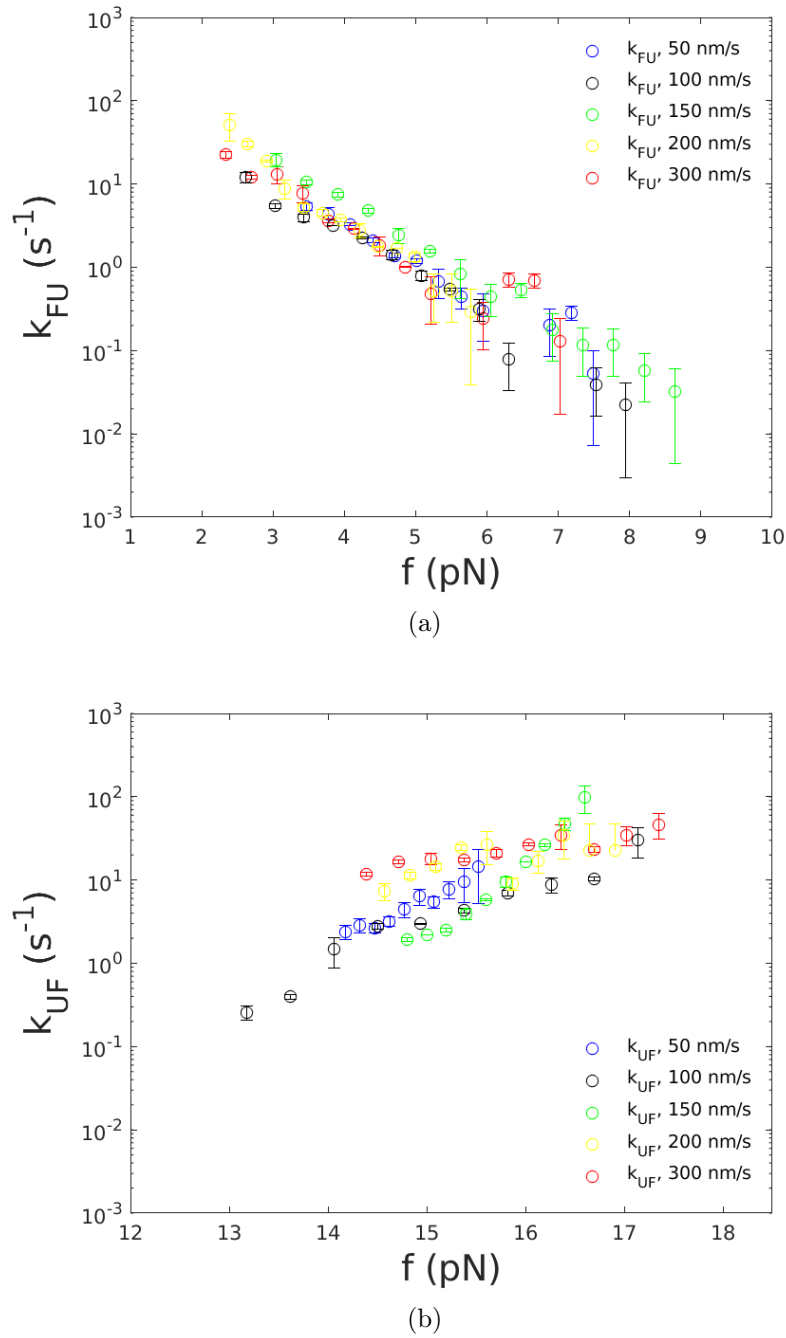 10^3
10^2
10^1
10^0
10^-1
10^-2
10^-3
k_FU (s^-1)
k_FU, 50 nm/s
k_FU, 100 nm/s
k_FU, 150 nm/s
k_FU, 200 nm/s
k_FU, 300 nm/s
1 2 3 4 5 6 7 8 9 10
f (pN)
(a)
10^3
10^2
10^1
10^0
10^-1
10^-2
10^-3
k_UF (s^-1)
k_UF, 50 nm/s
k_UF, 100 nm/s
k_UF, 150 nm/s
k_UF, 200 nm/s
k_UF, 300 nm/s
12 13 14 15 16 17 18
f (pN)
(b)